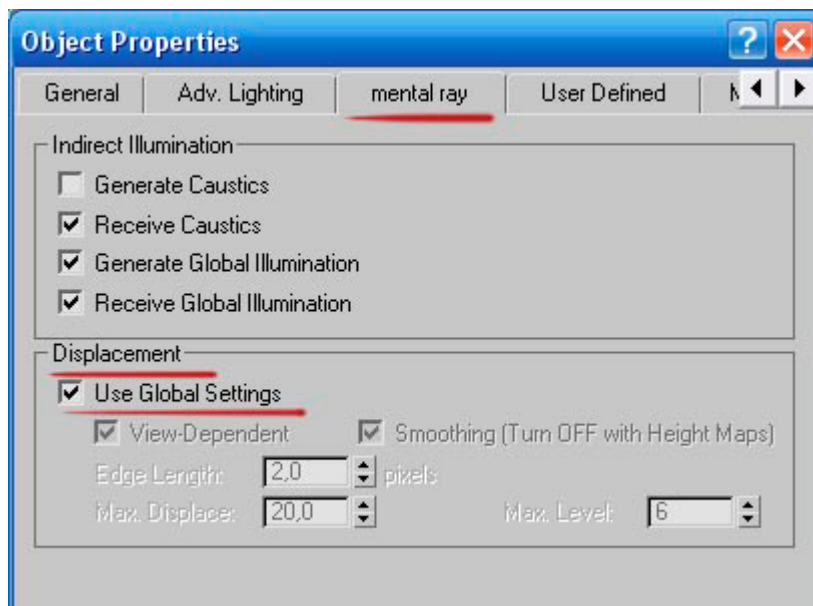 Object Properties
General Adv. Lighting mental ray User Defined
Indirect Illumination
Generate Caustics
Receive Caustics
Generate Global Illumination
Receive Global Illumination
Displacement
Use Global Settings
View-Dependent Smoothing (Turn OFF with Height Maps)
Edge Length: 2,0 pixels
Max. Displace: 20,0 Max. Level: 6